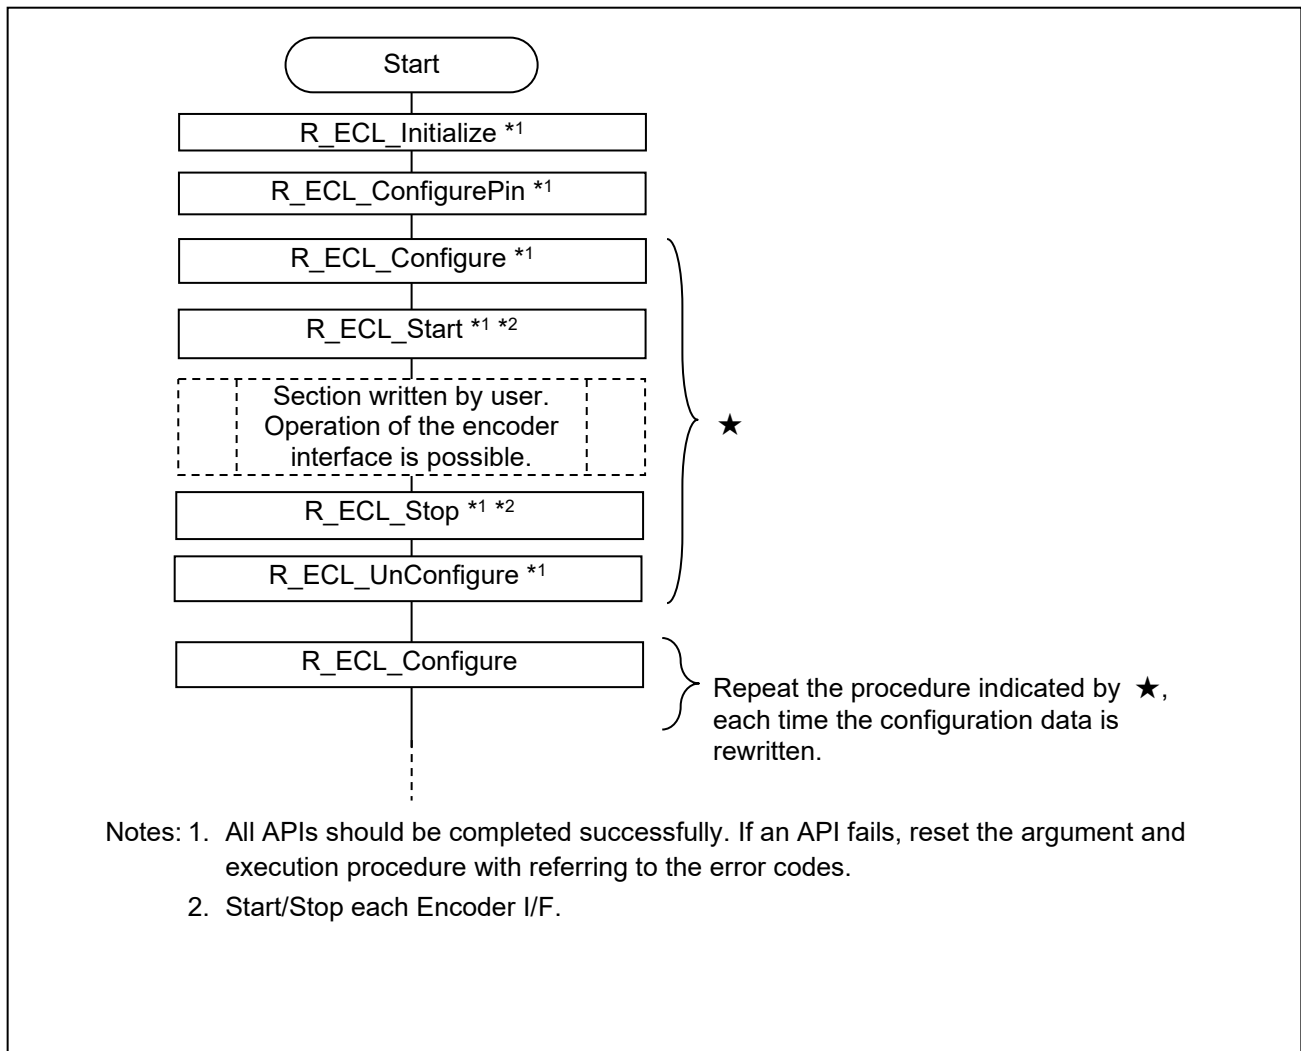 Start
R_ECL_Initialize *1
R_ECL_ConfigurePin *1
R_ECL_Configure *1
R_ECL_Start *1 *2
Section written by user.
Operation of the encoder
interface is possible.
★
R_ECL_Stop *1 *2
R_ECL_UnConfigure *1
R_ECL_Configure
Repeat the procedure indicated by ★,
each time the configuration data is
rewritten.
Notes: 1. All APIs should be completed successfully. If an API fails, reset the argument and
execution procedure with referring to the error codes.
2. Start/Stop each Encoder I/F.